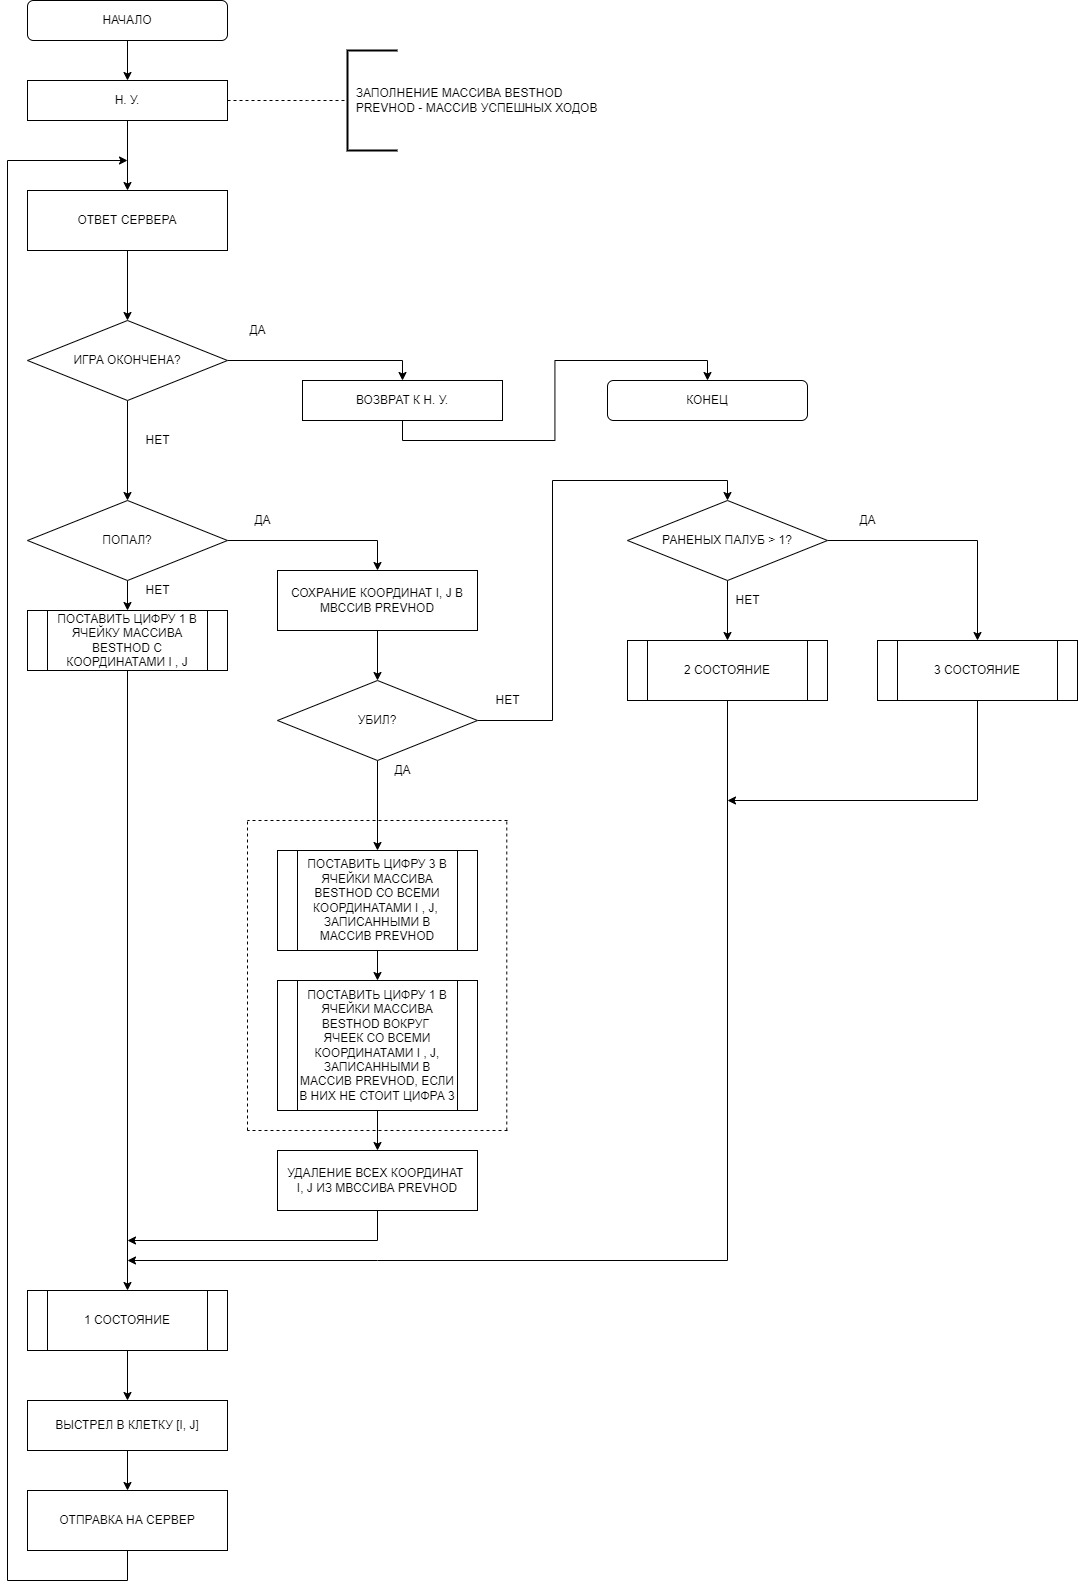 НАЧАЛО
Н. У.
ЗАПОЛНЕНИЕ МАССИВА BESTHOD
PREVHOD - МАССИВ УСПЕШНЫХ ХОДОВ
ОТВЕТ СЕРВЕРА
ИГРА ОКОНЧЕНА?
ДА
ВОЗВРАТ К Н. У.
КОНЕЦ
НЕТ
ПОПАЛ?
ДА
НЕТ
ПОСТАВИТЬ ЦИФРУ 1 В
ЯЧЕЙКУ МАССИВА
BESTHOD С
КООРДИНАТАМИ I , J
СОХРАНИЕ КООРДИНАТ I, J В
МВССИВ PREVHOD
УБИЛ?
НЕТ
ДА
РАНЕНЫХ ПАЛУБ > 1?
ДА
НЕТ
2 СОСТОЯНИЕ
3 СОСТОЯНИЕ
ПОСТАВИТЬ ЦИФРУ 3 В
ЯЧЕЙКИ МАССИВА
BESTHOD СО ВСЕМИ
КООРДИНАТАМИ I , J,
ЗАПИСАННЫМИ В
МАССИВ PREVHOD
ПОСТАВИТЬ ЦИФРУ 1 В
ЯЧЕЙКИ МАССИВА
BESTHOD ВОКРУГ
ЯЧЕЕК СО ВСЕМИ
КООРДИНАТАМИ I , J,
ЗАПИСАННЫМИ В
МАССИВ PREVHOD, ЕСЛИ
В НИХ НЕ СТОИТ ЦИФРА 3
УДАЛЕНИЕ ВСЕХ КООРДИНАТ
I, J ИЗ МВССИВА PREVHOD
1 СОСТОЯНИЕ
ВЫСТРЕЛ В КЛЕТКУ [I, J]
ОТПРАВКА НА СЕРВЕР